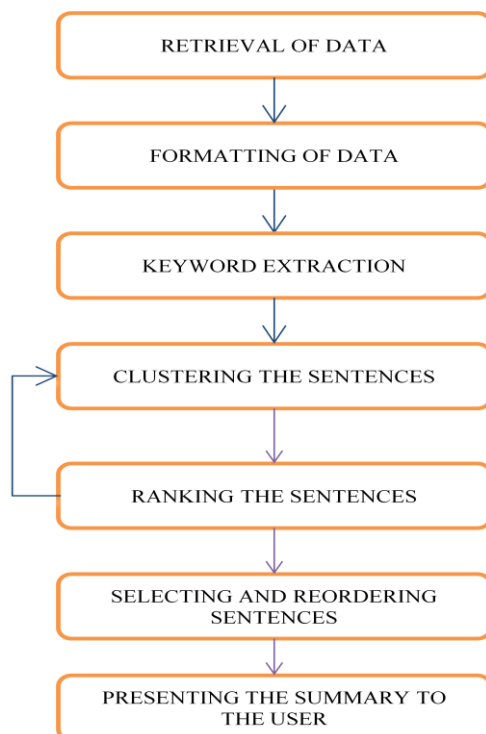 RETRIEVAL OF DATA
FORMATTING OF DATA
KEYWORD EXTRACTION
CLUSTERING THE SENTENCES
RANKING THE SENTENCES
SELECTING AND REORDERING
SENTENCES
PRESENTING THE SUMMARY TO
THE USER